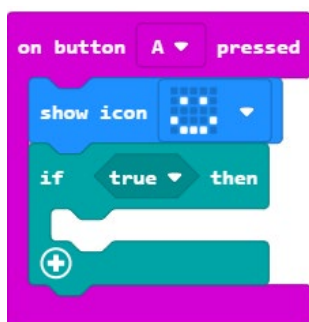 on button A pressed
show icon
if true then